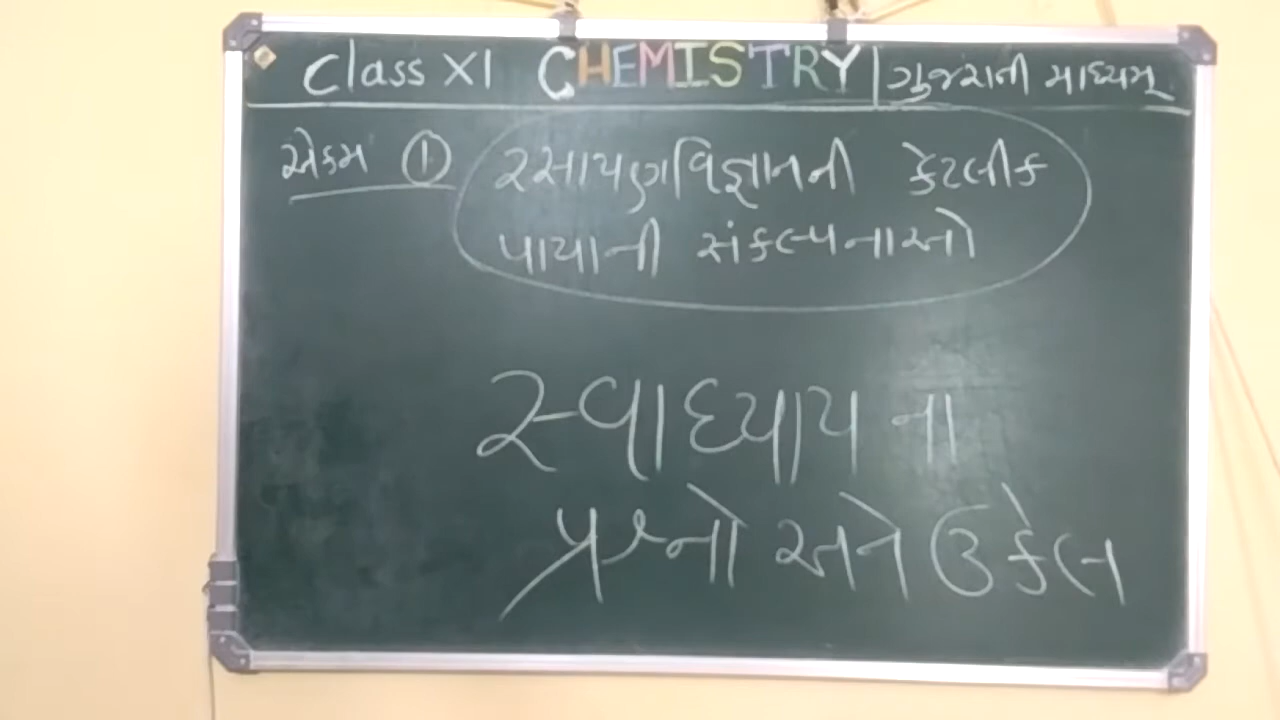 Class XI CHEMISTRY | ગુજરાતી માધ્યમ
એકમ ①
રસાયણવિજ્ઞાનની કેટલીક
પાયાની સંકલ્પનાઓ
સ્વાધ્યાય ના
પ્રશ્નો અને ઉકેલ